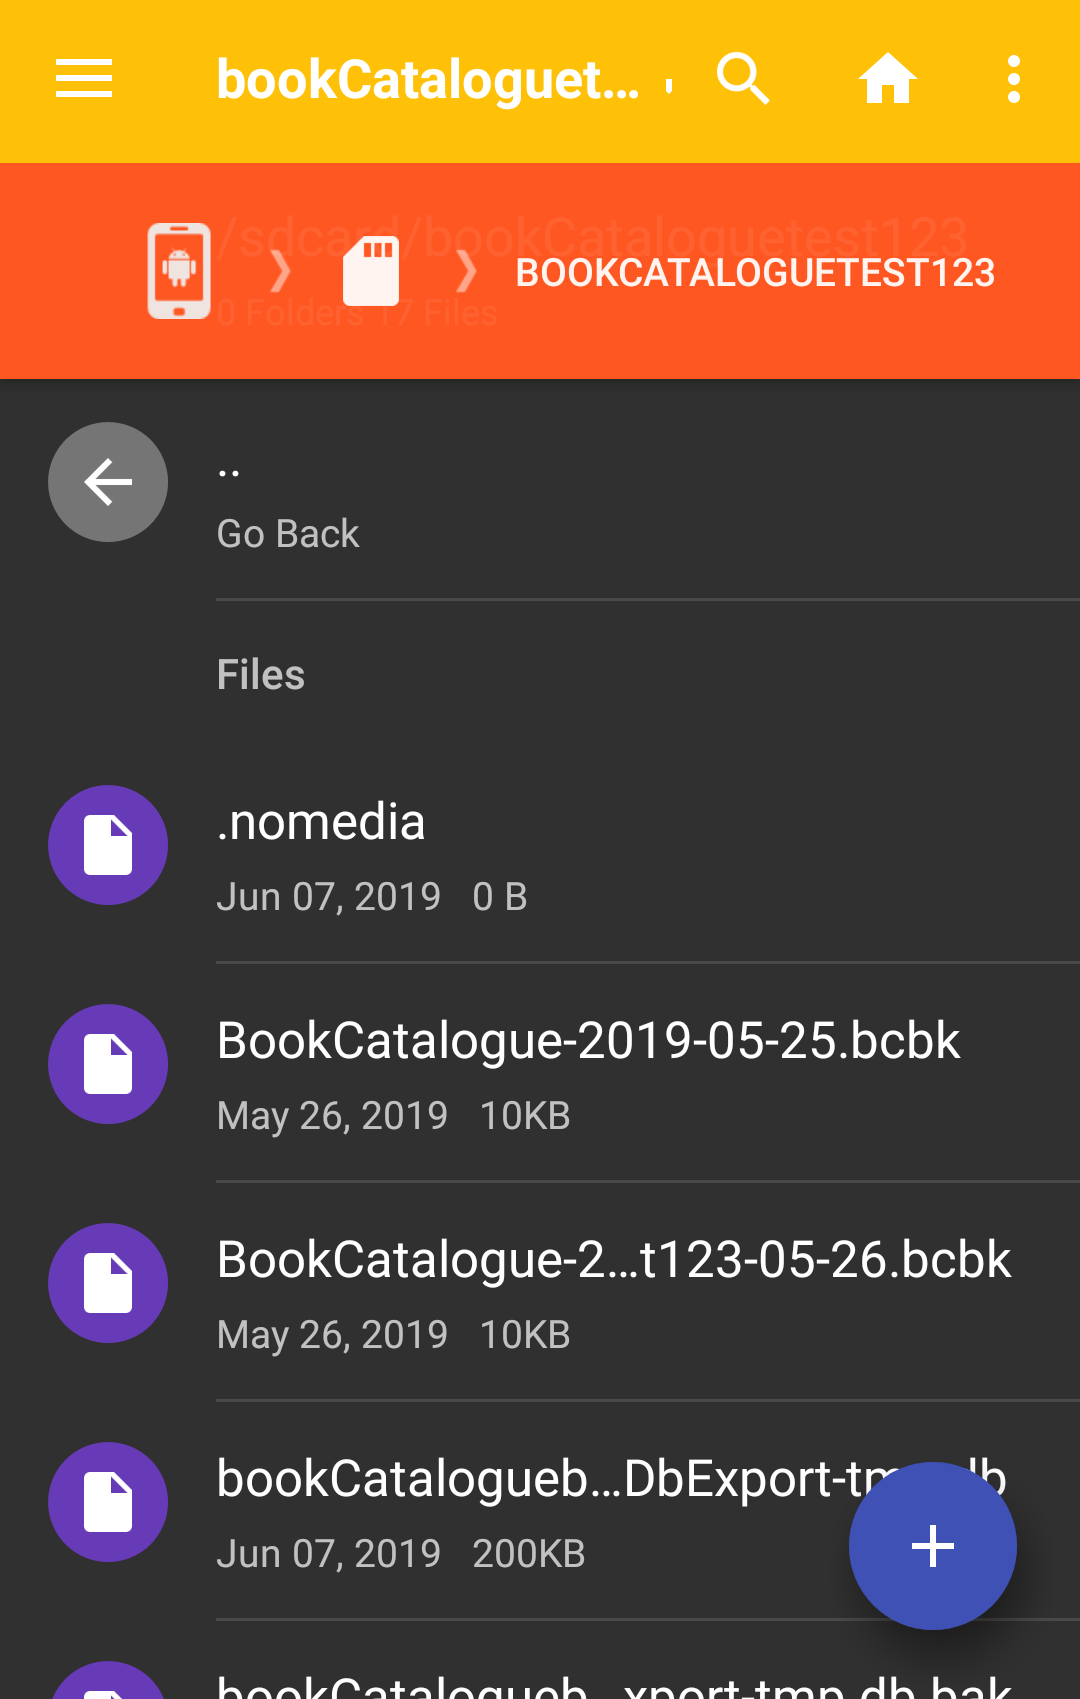 bookCataloguet...
/sdcard/bookCataloguetest123
BOOKCATALOGUETEST123
0 Folders 17 Files
..
Go Back
Files
.nomedia
Jun 07, 2019 0 B
BookCatalogue-2019-05-25.bcbk
May 26, 2019 10KB
BookCatalogue-2...t123-05-26.bcbk
May 26, 2019 10KB
bookCatalogueb...DbExport-tm
Jun 07, 2019 200KB
bookCatalogueb...xport-tmp.db.bak